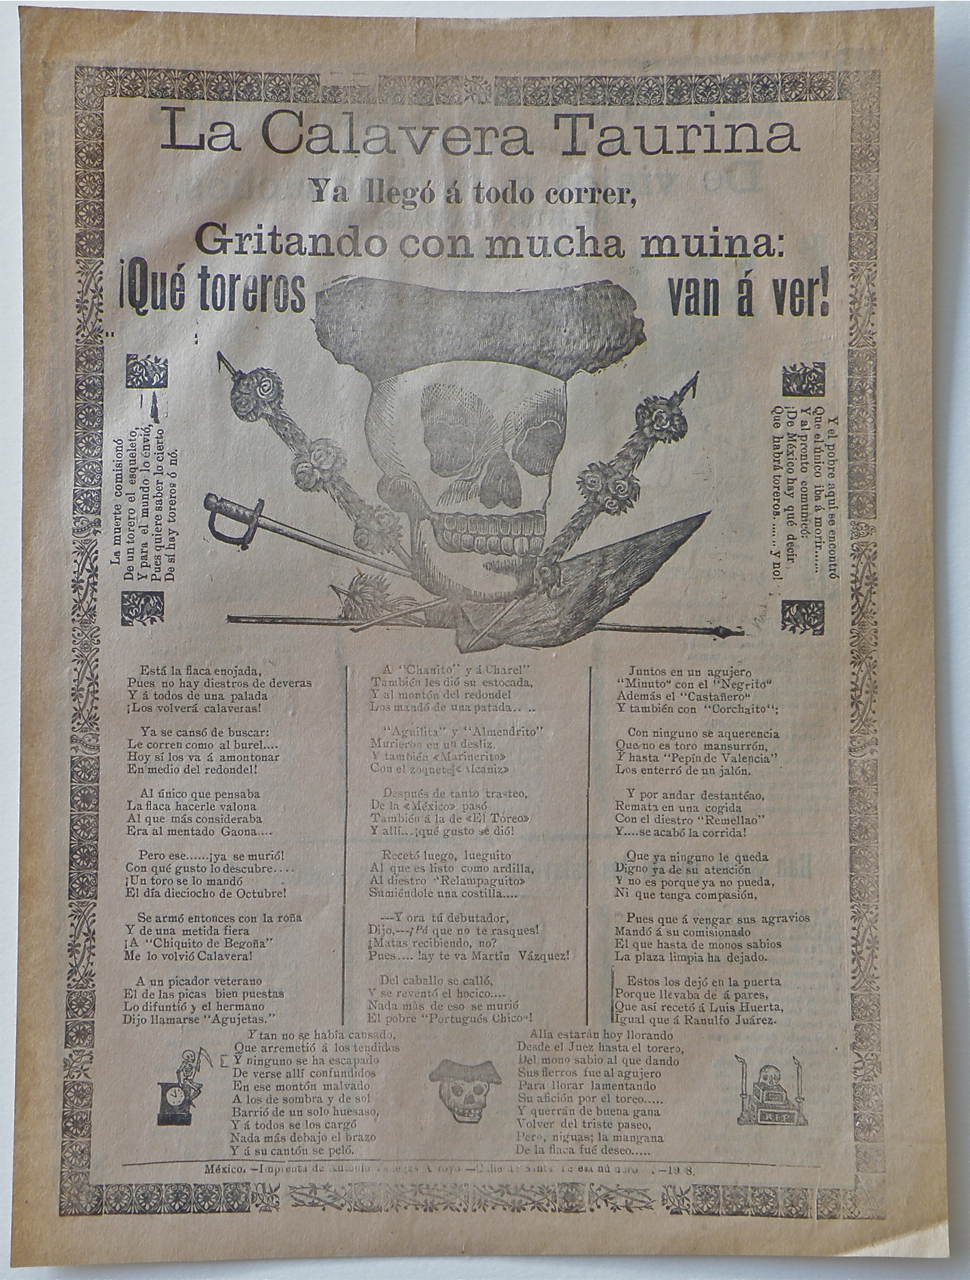 La Calavera Taurina
Ya llegó á todo correr,
Gritando con mucha muina:
¡Qué toreros van á ver!
La muerte comisionó
De un torero el esqueleto,
Y para el mundo lo envió,
Pues quiere saber lo cierto
De si hay toreros ó nó.
Y el pobre aquí se encontró
Que el único iba á morir......
Y al pronto comunicó:
¡De México hay qué decir
Que habrá toreros...... y no!
Está la flaca enojada,
Pues no hay diestros de deveras
Y á todos de una palada
¡Los volverá calaveras!
Ya se cansó de buscar:
Le corren como al burel....
Hoy sí los va á amontonar
En medio del redondel!
Al único que pensaba
La flaca hacerle valona
Al que más consideraba
Era al mentado Gaona....
Pero ese......¡ya se murió!
Con qué gusto lo descubre....
¡Un toro se lo mandó
El día dieciocho de Octubre!
Se armó entonces con la roña
Y de una metida fiera
¡A "Chiquito de Begoña"
Me lo volvió Calavera!
A un picador veterano
El de las picas bien puestas
Lo difuntió y el hermano
Dijo llamarse "Agujetas."
A "Chanito" y á Charel"
También les dió su estocada,
Y al montón del redondel
Los mandó de una patada....
"Aguilita" y "Almendrito"
Murieron en un desliz.
Y también «Marinerito»
Con el zoquete «Alcaniz»
Después de tanto trasteo,
De la «México» pasó
También á la de «El Toreo»
Y allí...¡qué gusto se dió!
Recetó luego, lueguito
Al que es listo como ardilla,
Al diestro "Relampaguito»
Sumiéndole una costilla....
---Y ora tú debutador,
Dijo,--¡Pá que no te rasques!
¿Matas recibiendo, no?
Pues.... ¡ay te va Martín Vázquez!
Del caballo se calló,
Y se reventó el hocico....
Nada más de eso se murió
El pobre "Portugués Chico"!
Juntos en un agujero
"Minuto" con el "Negrito"
Además el "Castañero"
Y también con "Corchaito";
Con ninguno se aquerencia
Que no es toro mansurrón,
Y hasta "Pepín de Valencia"
Los enterró de un jalón.
Y por andar destantéao,
Remata en una cogida
Con el diestro "Remellao"
Y....se acabó la corrida!
Que ya ninguno le queda
Digno ya de su atención
Y no es porque ya no pueda,
Ni que tenga compasión,
Pues que á vengar sus agravios
Mandó á su comisionado
El que hasta de monos sabios
La plaza limpia ha dejado.
Estos los dejó en la puerta
Porque llevaba de á pares,
Que así recetó á Luis Huerta,
Igual que á Ranulfo Juárez.
Y tan no se había cansado,
Que arremetió á los tendidos
Y ninguno se ha escapado
De verse allí confundidos
En ese montón malvado
A los de sombra y de sol
Barrió de un solo huesaso,
Y á todos se los cargó
Nada más debajo el brazo
Y á su cantón se peló.
Alla estarán hoy llorando
Desde el Juez hasta el torero,
Del mono sabio al que dando
Sus fierros fue al agujero
Para llorar lamentando
Su afición por el toreo.....
Y querrán de buena gana
Volver del triste paseo,
Pero, niguas; la mangana
De la flaca fué deseo.....
RIP
México.—Imprenta de Antonio Vanegas Arroyo